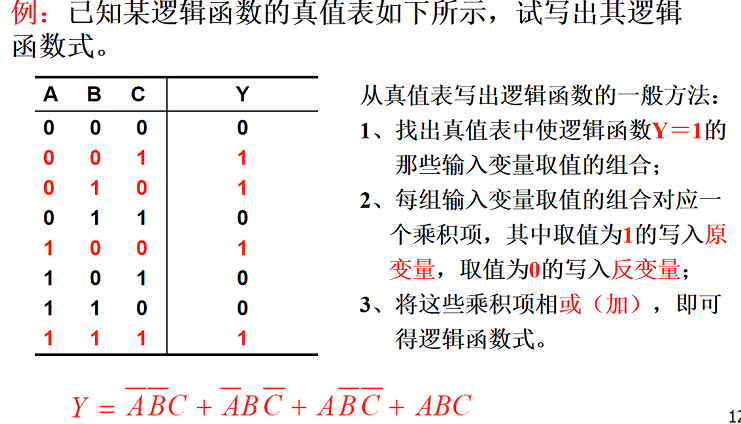 例：已知某逻辑函数的真值表如下所示，试写出其逻辑
函数式。
A B C Y
0 0 0 0
0 0 1 1
0 1 0 1
0 1 1 0
1 0 0 1
1 0 1 0
1 1 0 0
1 1 1 1
从真值表写出逻辑函数的一般方法：
1、找出真值表中使逻辑函数Y＝1的
那些输入变量取值的组合；
2、每组输入变量取值的组合对应一
个乘积项，其中取值为1的写入原
变量，取值为0的写入反变量；
3、将这些乘积项相或（加），即可
得逻辑函数式。
Y = A̅B̅C + A̅BC̅ + AB̅C̅ + ABC
12